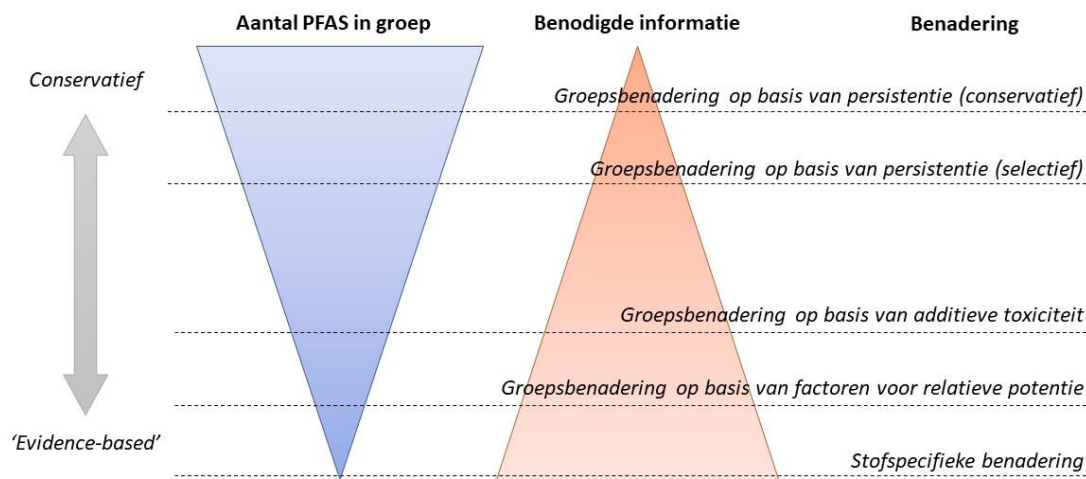 Aantal PFAS in groep
Benodigde informatie
Benadering
Conservatief
Groepsbenadering op basis van persistentie (conservatief)
Groepsbenadering op basis van persistentie (selectief)
Groepsbenadering op basis van additieve toxiciteit
Groepsbenadering op basis van factoren voor relatieve potentie
'Evidence-based'
Stofspecifieke benadering